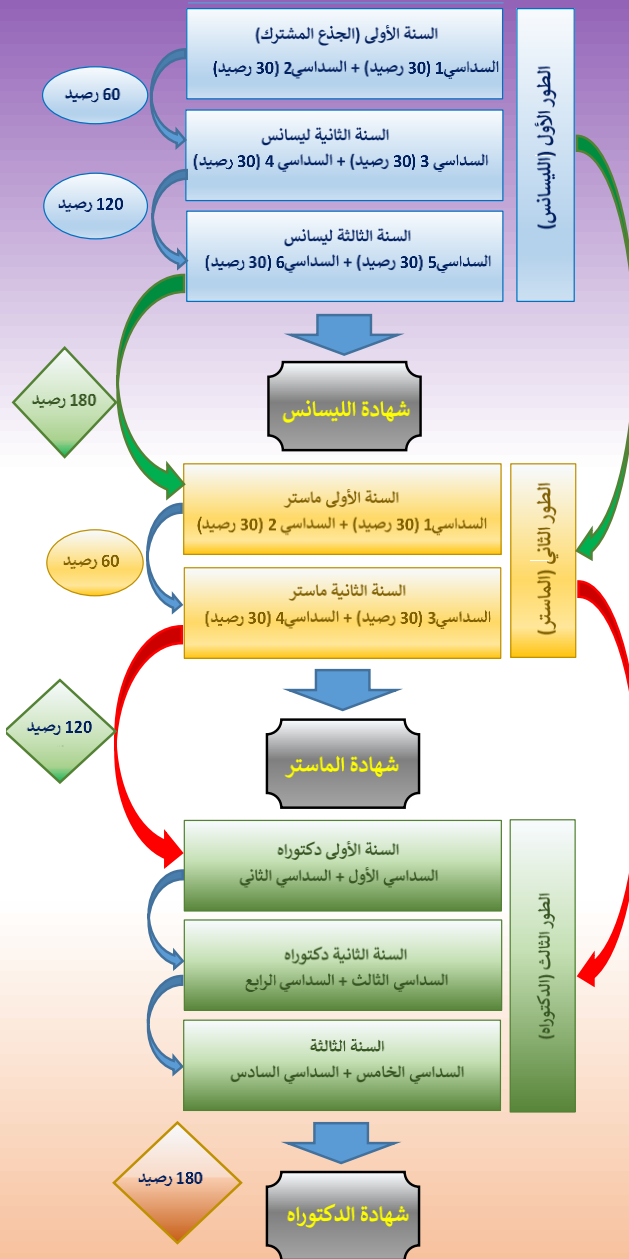 الطور الأول (الليسانس)
السنة الأولى (الجذع المشترك)
السداسي1 (30 رصيد) + السداسي2 (30 رصيد)
60 رصيد
السنة الثانية ليسانس
السداسي 3 (30 رصيد) + السداسي 4 (30 رصيد)
120 رصيد
السنة الثالثة ليسانس
السداسي5 (30 رصيد) + السداسي6 (30 رصيد)
180 رصيد
شهادة الليسانس
الطور الثاني (الماستر)
السنة الأولى ماستر
السداسي1 (30 رصيد) + السداسي 2 (30 رصيد)
60 رصيد
السنة الثانية ماستر
السداسي3 (30 رصيد) + السداسي4 (30 رصيد)
120 رصيد
شهادة الماستر
الطور الثالث (الدكتوراه)
السنة الأولى دكتوراه
السداسي الأول + السداسي الثاني
السنة الثانية دكتوراه
السداسي الثالث + السداسي الرابع
السنة الثالثة
السداسي الخامس + السداسي السادس
180 رصيد
شهادة الدكتوراه